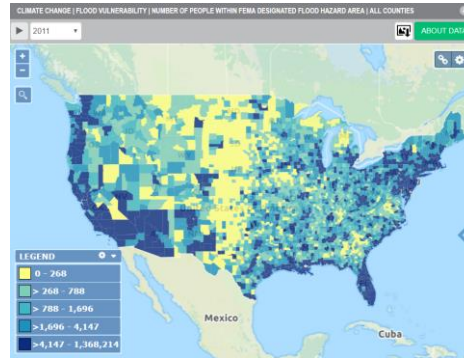 CLIMATE CHANGE | FLOOD VULNERABILITY | NUMBER OF PEOPLE WITHIN FEMA DESIGNATED FLOOD HAZARD AREA | ALL COUNTIES
2011
ABOUT DATA
LEGEND
0 - 268
> 268 - 788
> 788 - 1,696
>1,696 - 4,147
>4,147 - 1,368,214
Mexico
Cuba